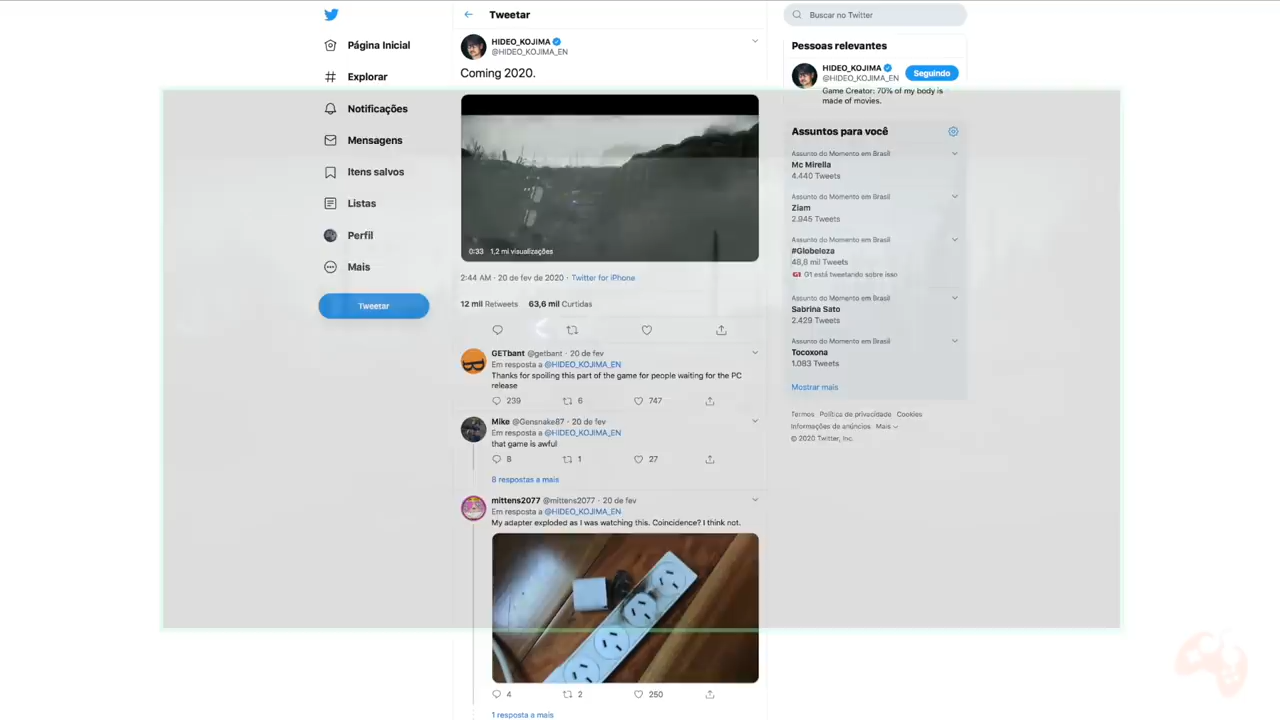 Tweetar
Buscar no Twitter
HIDEO_KOJIMA
@HIDEO_KOJIMA_EN
Coming 2020.
0:33 1,2 mi visualizações
2:44 AM · 20 de fev de 2020 · Twitter for iPhone
12 mil Retweets 63,6 mil Curtidas
Página Inicial
Explorar
Notificações
Mensagens
Itens salvos
Listas
Perfil
Mais
Tweetar
GETbant @getbant · 20 de fev
Em resposta a @HIDEO_KOJIMA_EN
Thanks for spoiling this part of the game for people waiting for the PC
release
239 6 747
Mike @Gensnake87 · 20 de fev
Em resposta a @HIDEO_KOJIMA_EN
that game is awful
8 1 27
8 respostas a mais
mittens2077 @mittens2077 · 20 de fev
Em resposta a @HIDEO_KOJIMA_EN
My adapter exploded as I was watching this. Coincidence? I think not.
4 2 250
1 resposta a mais
Pessoas relevantes
HIDEO_KOJIMA
@HIDEO_KOJIMA_EN
Seguindo
Game Creator: 70% of my body is
made of movies.
Assuntos para você
Assunto do Momento em Brasil
Mc Mirella
4.440 Tweets
Assunto do Momento em Brasil
Ziam
2.945 Tweets
Assunto do Momento em Brasil
#Globeleza
48,8 mil Tweets
G1 G1 está tweetando sobre isso
Assunto do Momento em Brasil
Sabrina Sato
2.429 Tweets
Assunto do Momento em Brasil
Tocoxona
1.083 Tweets
Mostrar mais
Termos Política de privacidade Cookies
Informações de anúncios Mais
© 2020 Twitter, Inc.